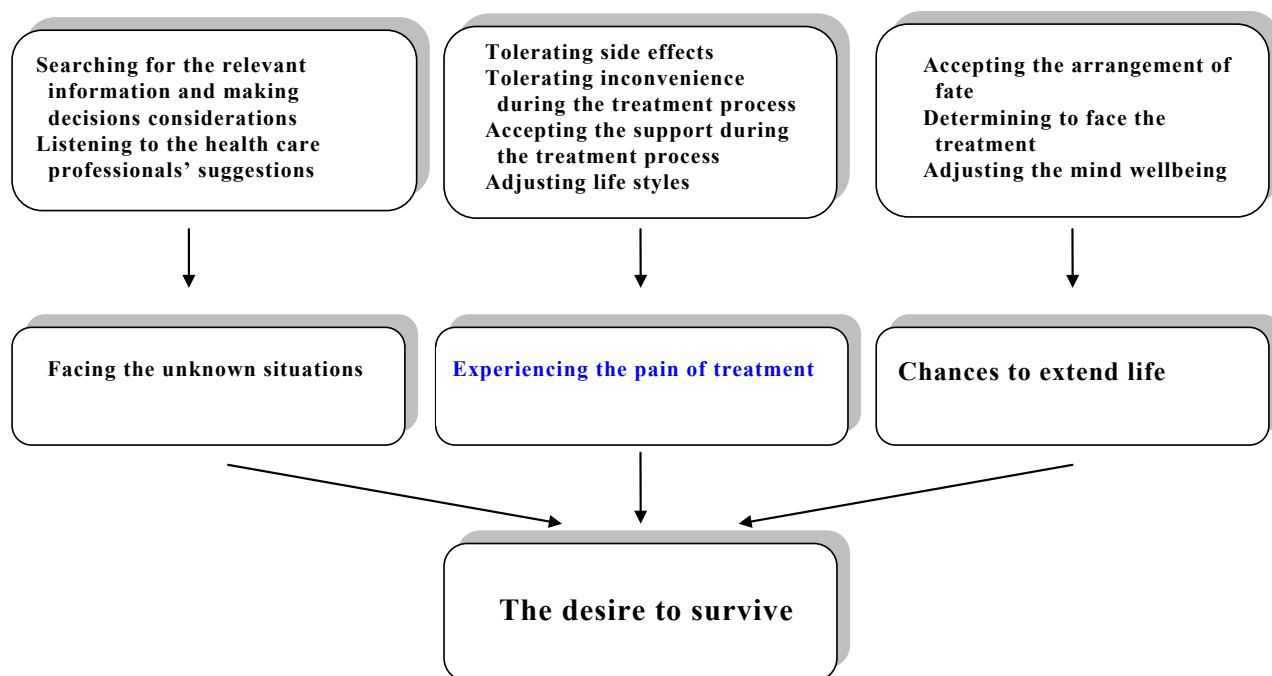 Searching for the relevant
information and making
decisions considerations
Listening to the health care
professionals’ suggestions
Tolerating side effects
Tolerating inconvenience
during the treatment process
Accepting the support during
the treatment process
Adjusting life styles
Accepting the arrangement of
fate
Determining to face the
treatment
Adjusting the mind wellbeing
Facing the unknown situations
Experiencing the pain of treatment
Chances to extend life
The desire to survive